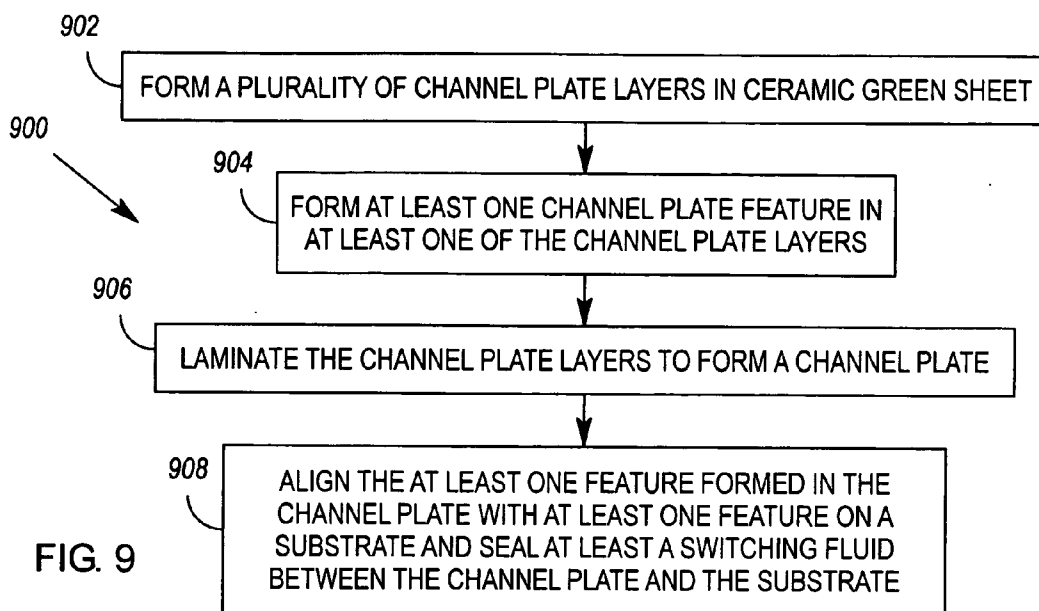 902
FORM A PLURALITY OF CHANNEL PLATE LAYERS IN CERAMIC GREEN SHEET
900
904
FORM AT LEAST ONE CHANNEL PLATE FEATURE IN
AT LEAST ONE OF THE CHANNEL PLATE LAYERS
906
LAMINATE THE CHANNEL PLATE LAYERS TO FORM A CHANNEL PLATE
908
ALIGN THE AT LEAST ONE FEATURE FORMED IN THE
CHANNEL PLATE WITH AT LEAST ONE FEATURE ON A
SUBSTRATE AND SEAL AT LEAST A SWITCHING FLUID
BETWEEN THE CHANNEL PLATE AND THE SUBSTRATE
FIG. 9